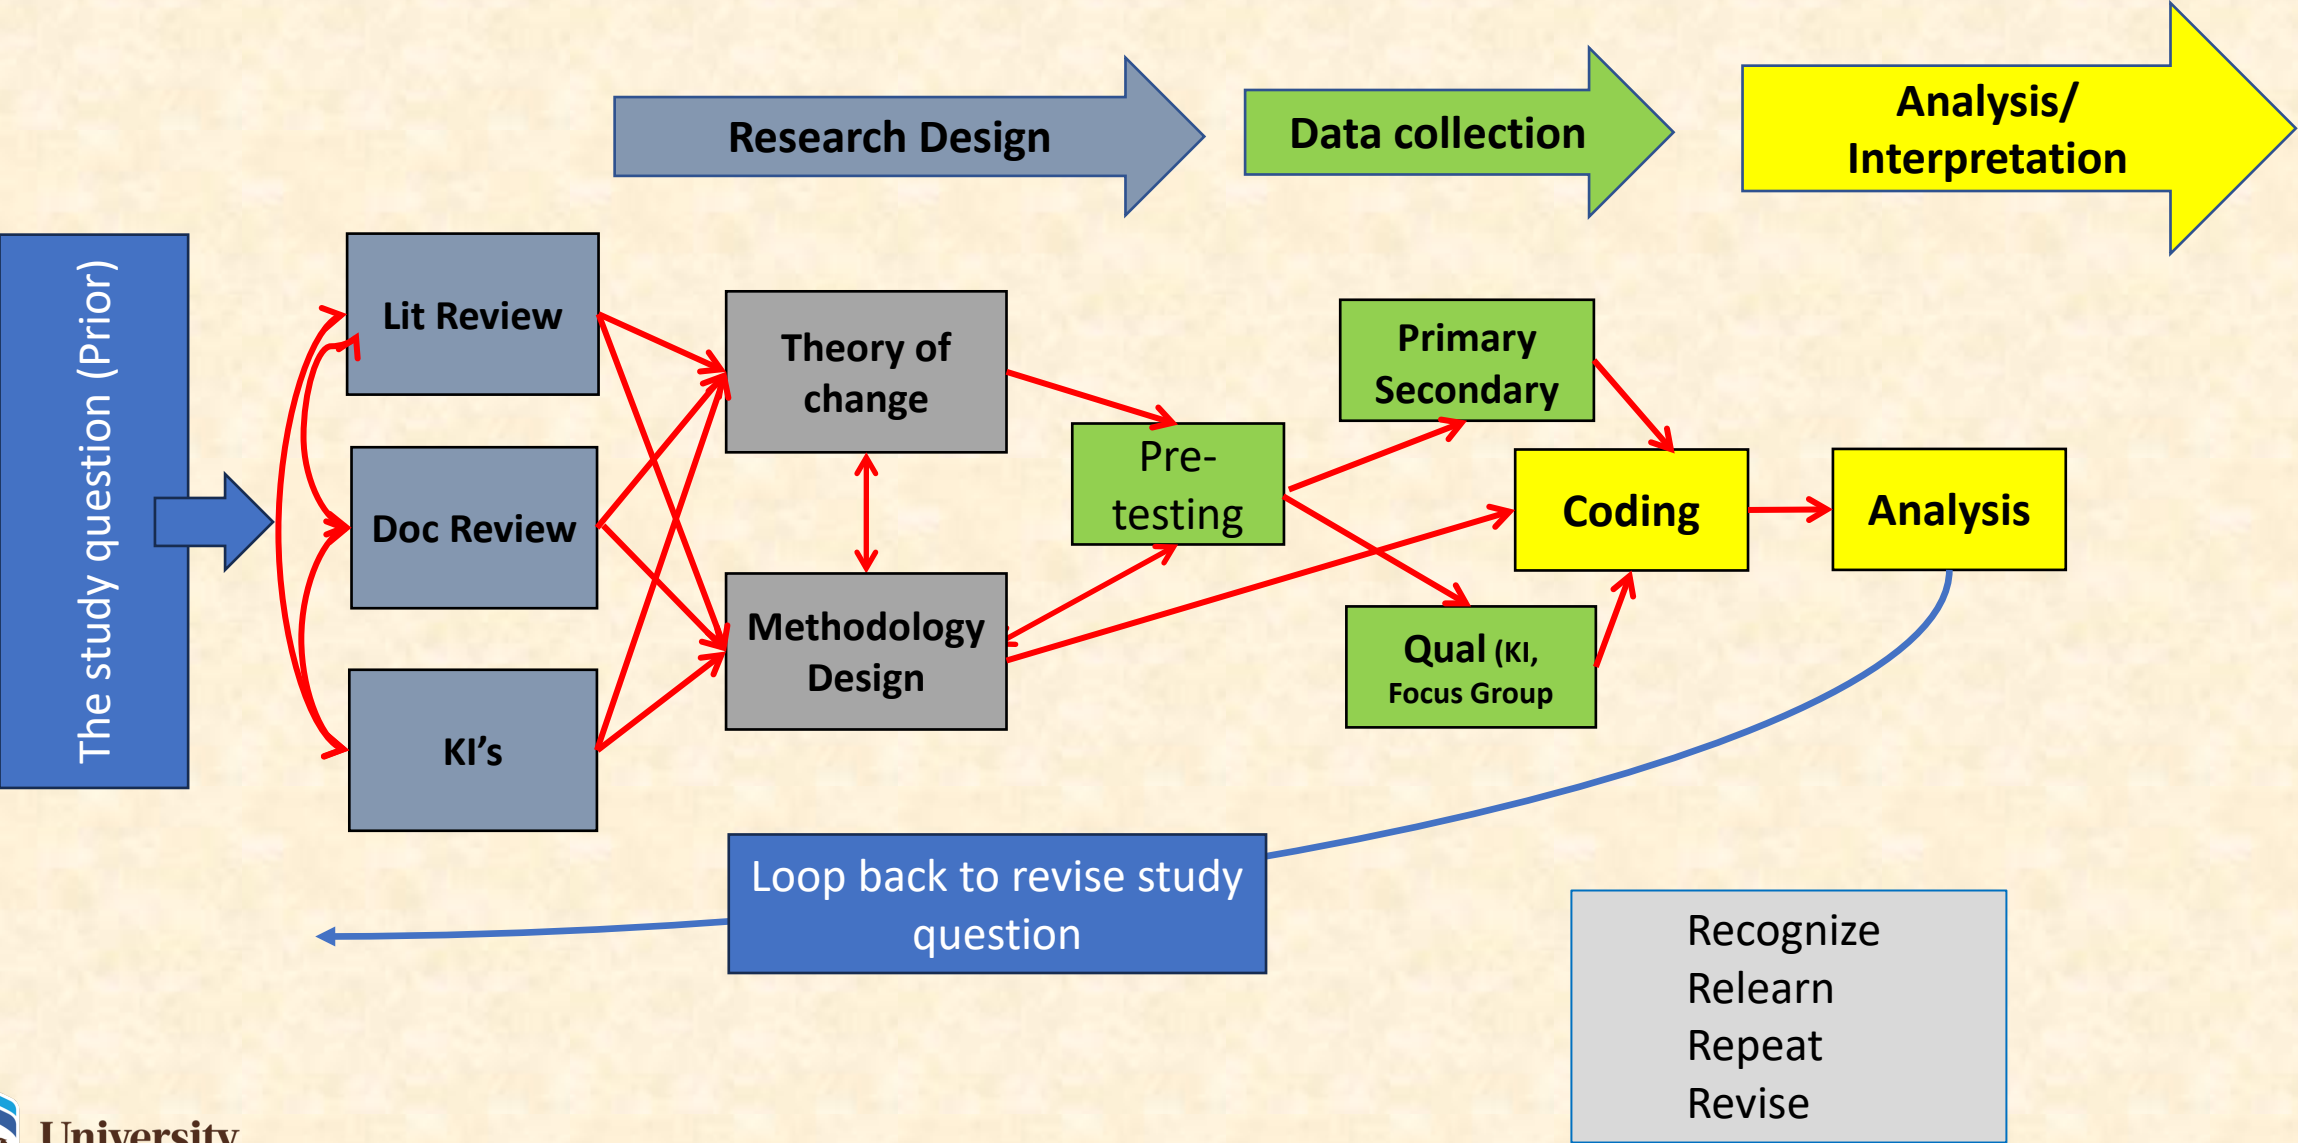 Research Design
Data collection
Analysis/
Interpretation
The study question (Prior)
Lit Review
Doc Review
KI's
Theory of
change
Methodology
Design
Pre-
testing
Primary
Secondary
Qual (KI,
Focus Group
Coding
Analysis
Loop back to revise study
question
Recognize
Relearn
Repeat
Revise
University